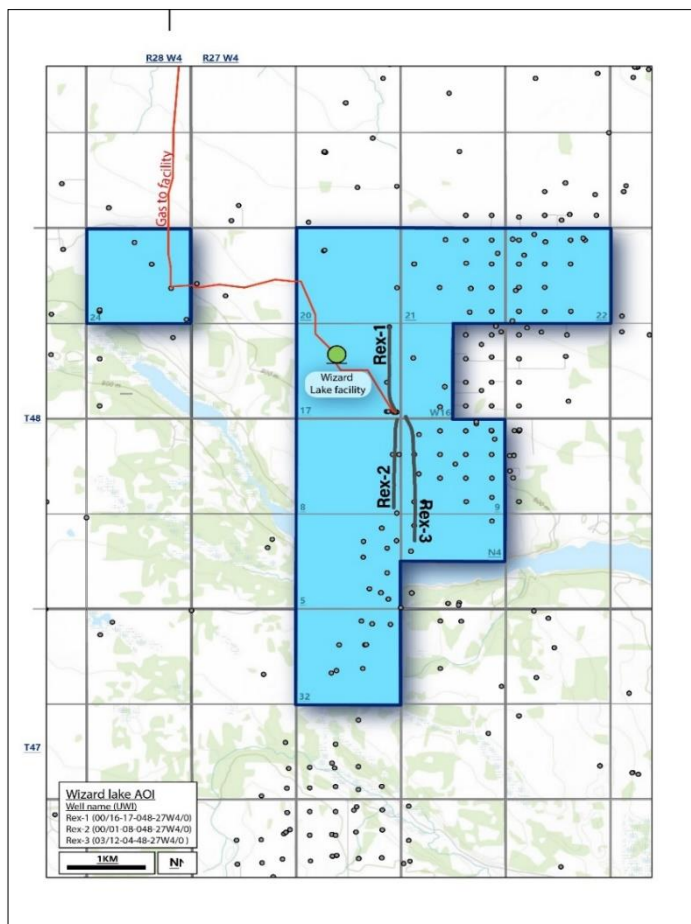 R28 W4 R27 W4
Gas to facility
24
20
21
22
Rex-1
Wizard
Lake facility
17
W16
T48
Rex-2
Rex-3
8
9
N4
5
32
T47
Wizard lake AOI
Well name (UWI)
Rex-1 (00/16-17-048-27W4/0)
Rex-2 (00/01-08-048-27W4/0)
Rex-3 (03/12-04-48-27W4/0 )
1KM
N